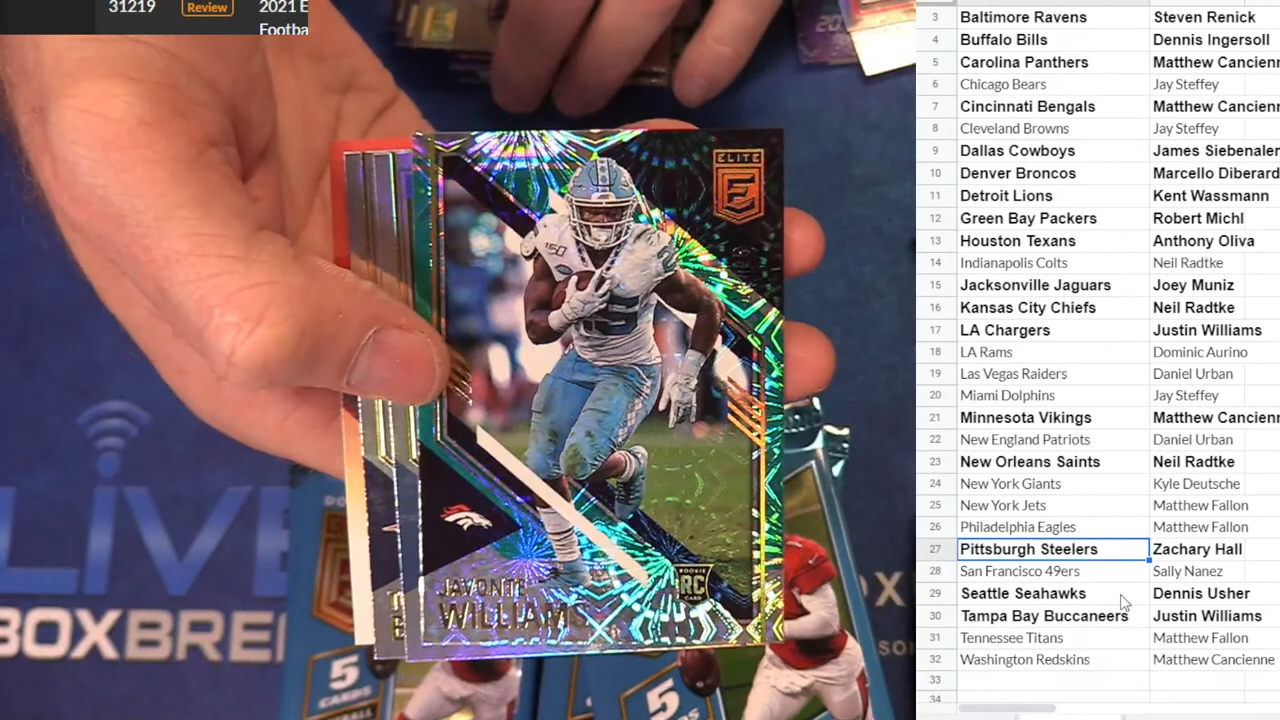 31219
Review
2021 E
Footba
ELITE
E
150
25
JAVONTE
WILLIAMS
ROOKIE
RC
CARD
LIVE
BOXBRE
5
CARDS
5
3 Baltimore Ravens Steven Renick
4 Buffalo Bills Dennis Ingersoll
5 Carolina Panthers Matthew Cancienn
6 Chicago Bears Jay Steffey
7 Cincinnati Bengals Matthew Cancienn
8 Cleveland Browns Jay Steffey
9 Dallas Cowboys James Siebenaler
10 Denver Broncos Marcello Diberard
11 Detroit Lions Kent Wassmann
12 Green Bay Packers Robert Michl
13 Houston Texans Anthony Oliva
14 Indianapolis Colts Neil Radtke
15 Jacksonville Jaguars Joey Muniz
16 Kansas City Chiefs Neil Radtke
17 LA Chargers Justin Williams
18 LA Rams Dominic Aurino
19 Las Vegas Raiders Daniel Urban
20 Miami Dolphins Jay Steffey
21 Minnesota Vikings Matthew Cancienn
22 New England Patriots Daniel Urban
23 New Orleans Saints Neil Radtke
24 New York Giants Kyle Deutsche
25 New York Jets Matthew Fallon
26 Philadelphia Eagles Matthew Fallon
27 Pittsburgh Steelers Zachary Hall
28 San Francisco 49ers Sally Nanez
29 Seattle Seahawks Dennis Usher
30 Tampa Bay Buccaneers Justin Williams
31 Tennessee Titans Matthew Fallon
32 Washington Redskins Matthew Cancienne
33
34